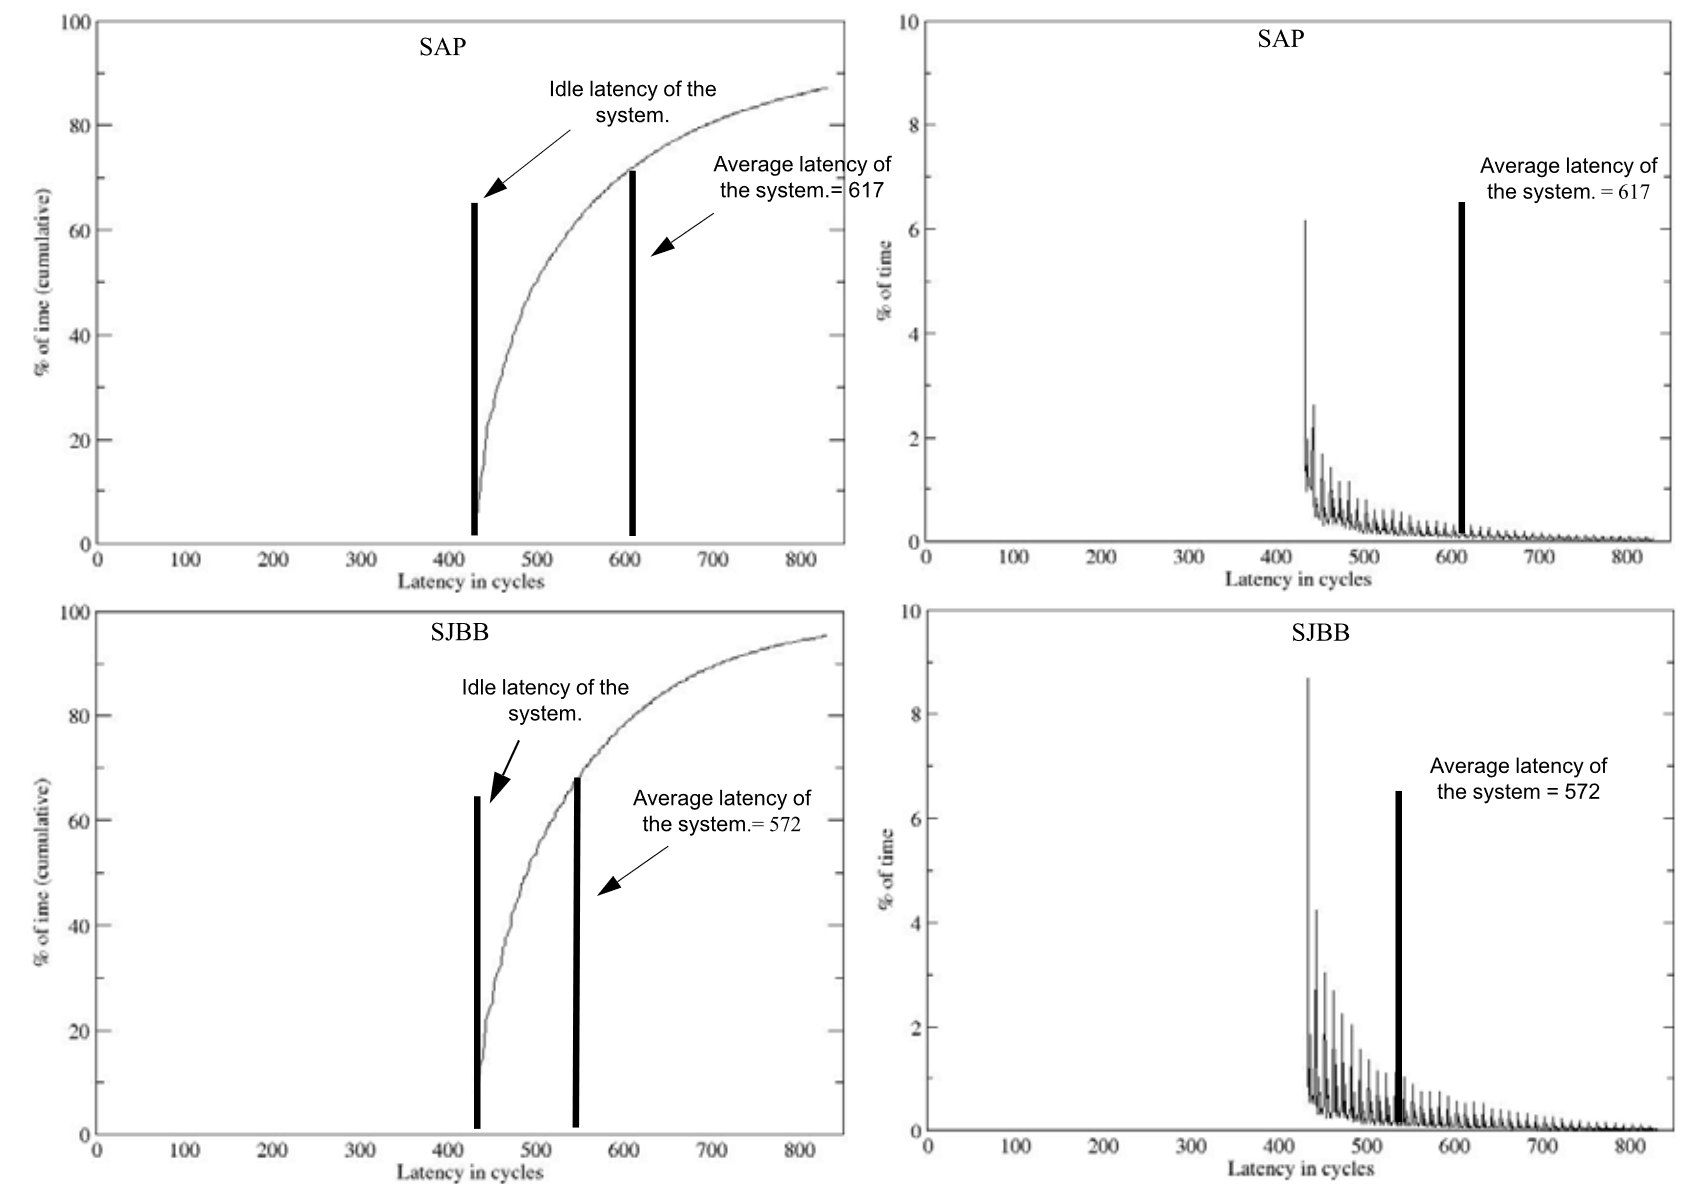 SAP
Idle latency of the
system.
Average latency of
the system.= 617
% of ime (cumulative)
100
80
60
40
20
0
0 100 200 300 400 500 600 700 800
Latency in cycles
SAP
Average latency of
the system. = 617
% of time
10
8
6
4
2
0
0 100 200 300 400 500 600 700 800
Latency in cycles
SJBB
Idle latency of the
system.
Average latency of
the system.= 572
% of ime (cumulative)
100
80
60
40
20
0
0 100 200 300 400 500 600 700 800
Latency in cycles
SJBB
Average latency of
the system = 572
% of time
10
8
6
4
2
0
0 100 200 300 400 500 600 700 800
Latency in cycles